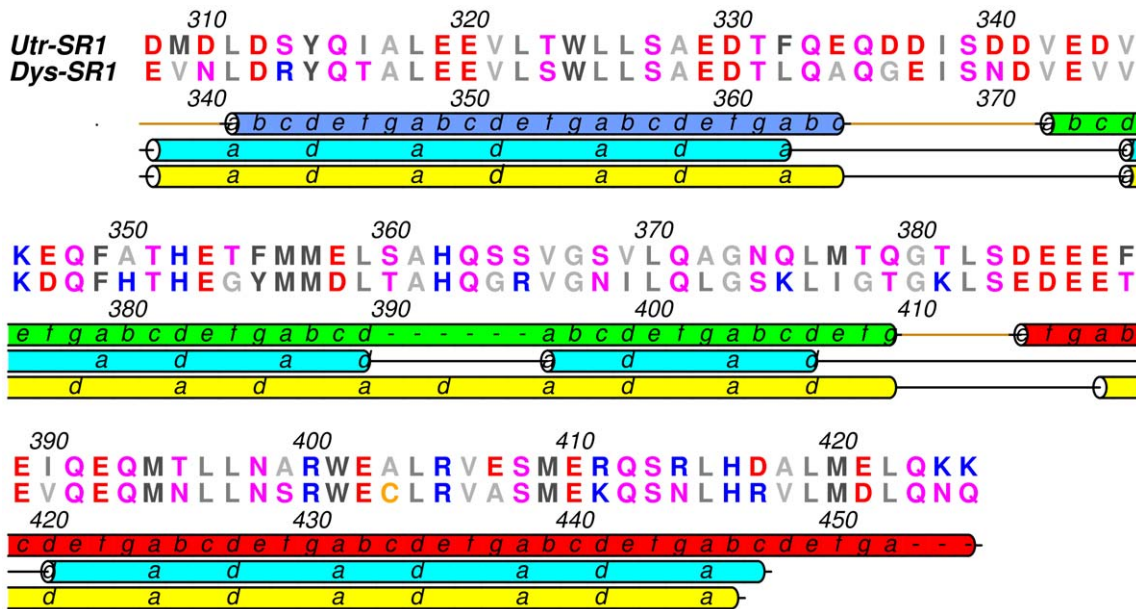 310 320 330 340
Utr-SR1 DMDLDSYQIALEEVLTWLLSAEDTFQEQDDISDDVEDV
Dys-SR1 EVNLDRYQTALEEVLSWLLSAEDTLQAQGEISNDVEVV
340 350 360 370
a b c d e f g a b c d e f g a b c d e f g a b c a b c d
a d a d a d a
a d a d a d a a
350 360 370 380
KEQFATHETFMMELSAHQSSVGSVLQAGNQLMTQGTLSDEEEF
KDQFHTHEGYMMDLTAHQGRVGNILQLGSKLIGTGKLSEDEET
380 390 400 410
e f g a b c d e f g a b c d - - - - - - a b c d e f g a b c d e f g e f g a b
a d a d a d a d
d a d a d a d a d
390 400 410 420
EIQEQMTLLNARWEALRVESMERQSRLHDALMELQKK
EVQEQMNLLNSRWECLRVASMEKQSNLHRVLMDLQNQ
420 430 440 450
c d e f g a b c d e f g a b c d e f g a b c d e f g a b c d e f g a - - -
d a d a d a d a
d a d a d a d a